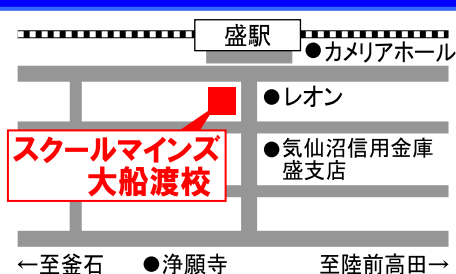 盛駅
●カメリアホール
●レオン
スクールマインズ
大船渡校
●気仙沼信用金庫
盛支店
←至釜石
●浄願寺
至陸前高田→